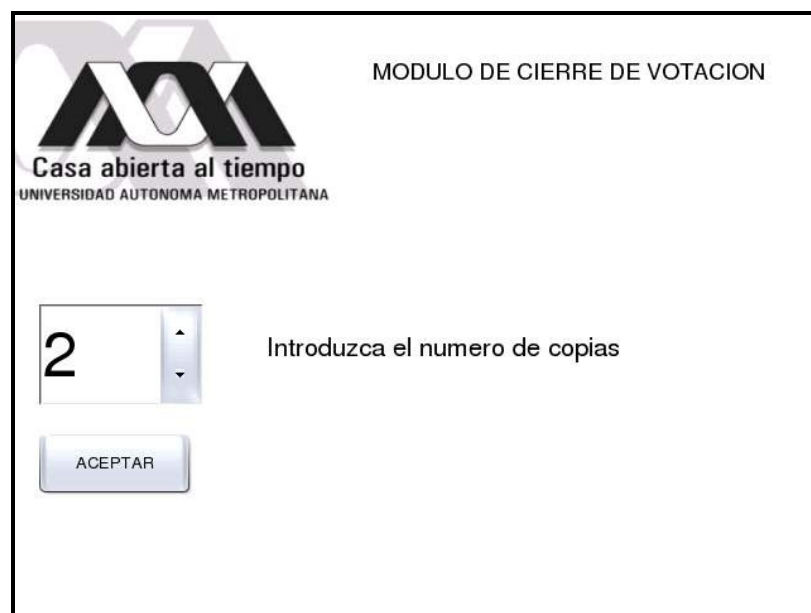 MODULO DE CIERRE DE VOTACION
Casa abierta al tiempo
UNIVERSIDAD AUTONOMA METROPOLITANA
2
Introduzca el numero de copias
ACEPTAR